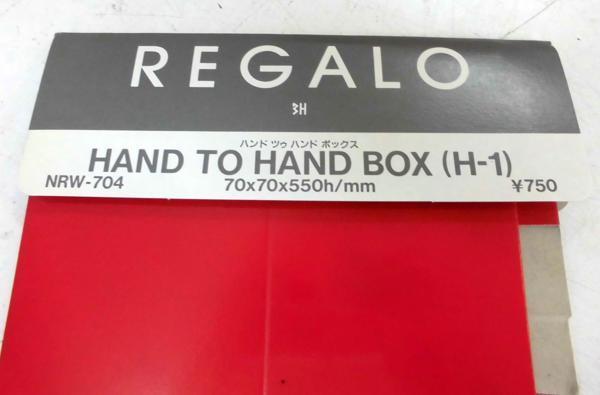 REGALO
3H
ハンド ツゥ ハンド ボックス
HAND TO HAND BOX (H-1)
NRW-704 70x70x550h/mm ¥750